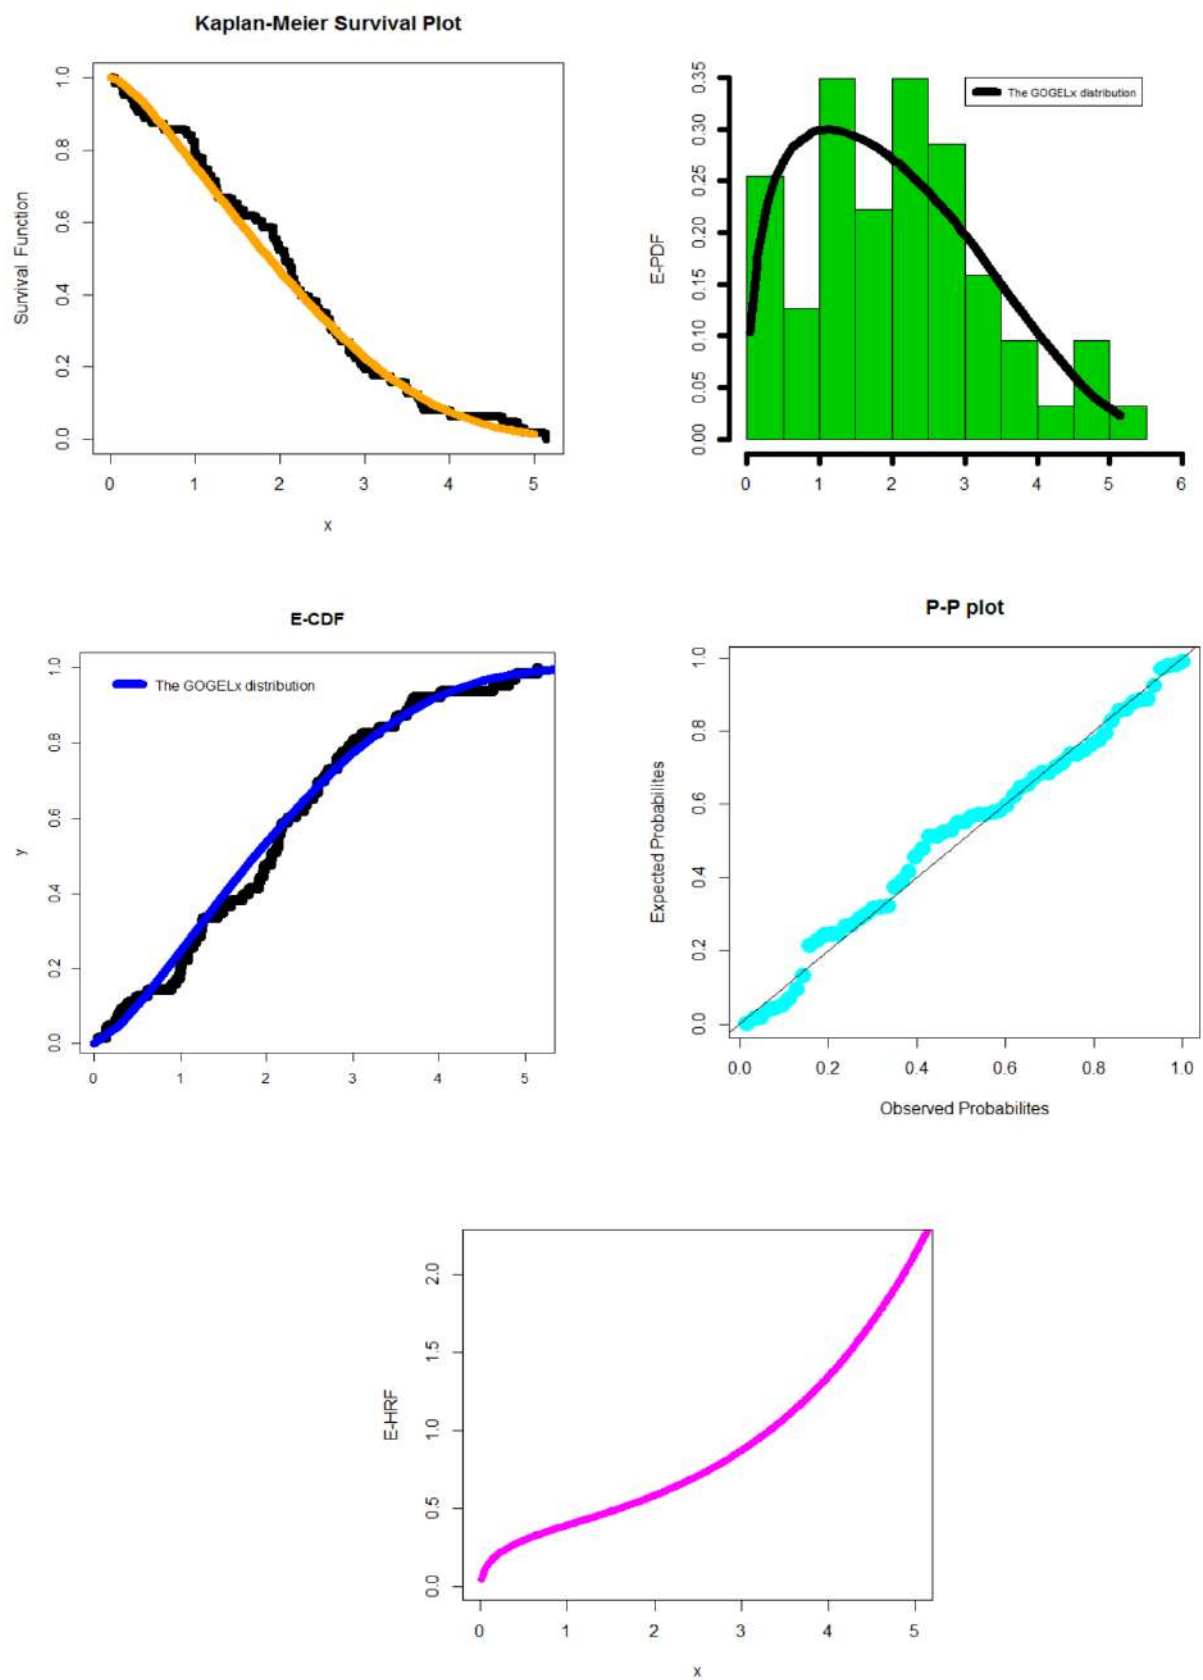 Kaplan-Meier Survival Plot
Survival Function
1.0
0.8
0.6
0.4
0.2
0.0
0 1 2 3 4 5
x
The GOGELx distribution
E-PDF
0.35
0.30
0.25
0.20
0.15
0.10
0.05
0.00
0 1 2 3 4 5 6
E-CDF
The GOGELx distribution
y
1.0
0.8
0.6
0.4
0.2
0.0
0 1 2 3 4 5
P-P plot
Expected Probabilites
1.0
0.8
0.6
0.4
0.2
0.0
0.0 0.2 0.4 0.6 0.8 1.0
Observed Probabilites
E-HRF
2.0
1.5
1.0
0.5
0.0
0 1 2 3 4 5
x